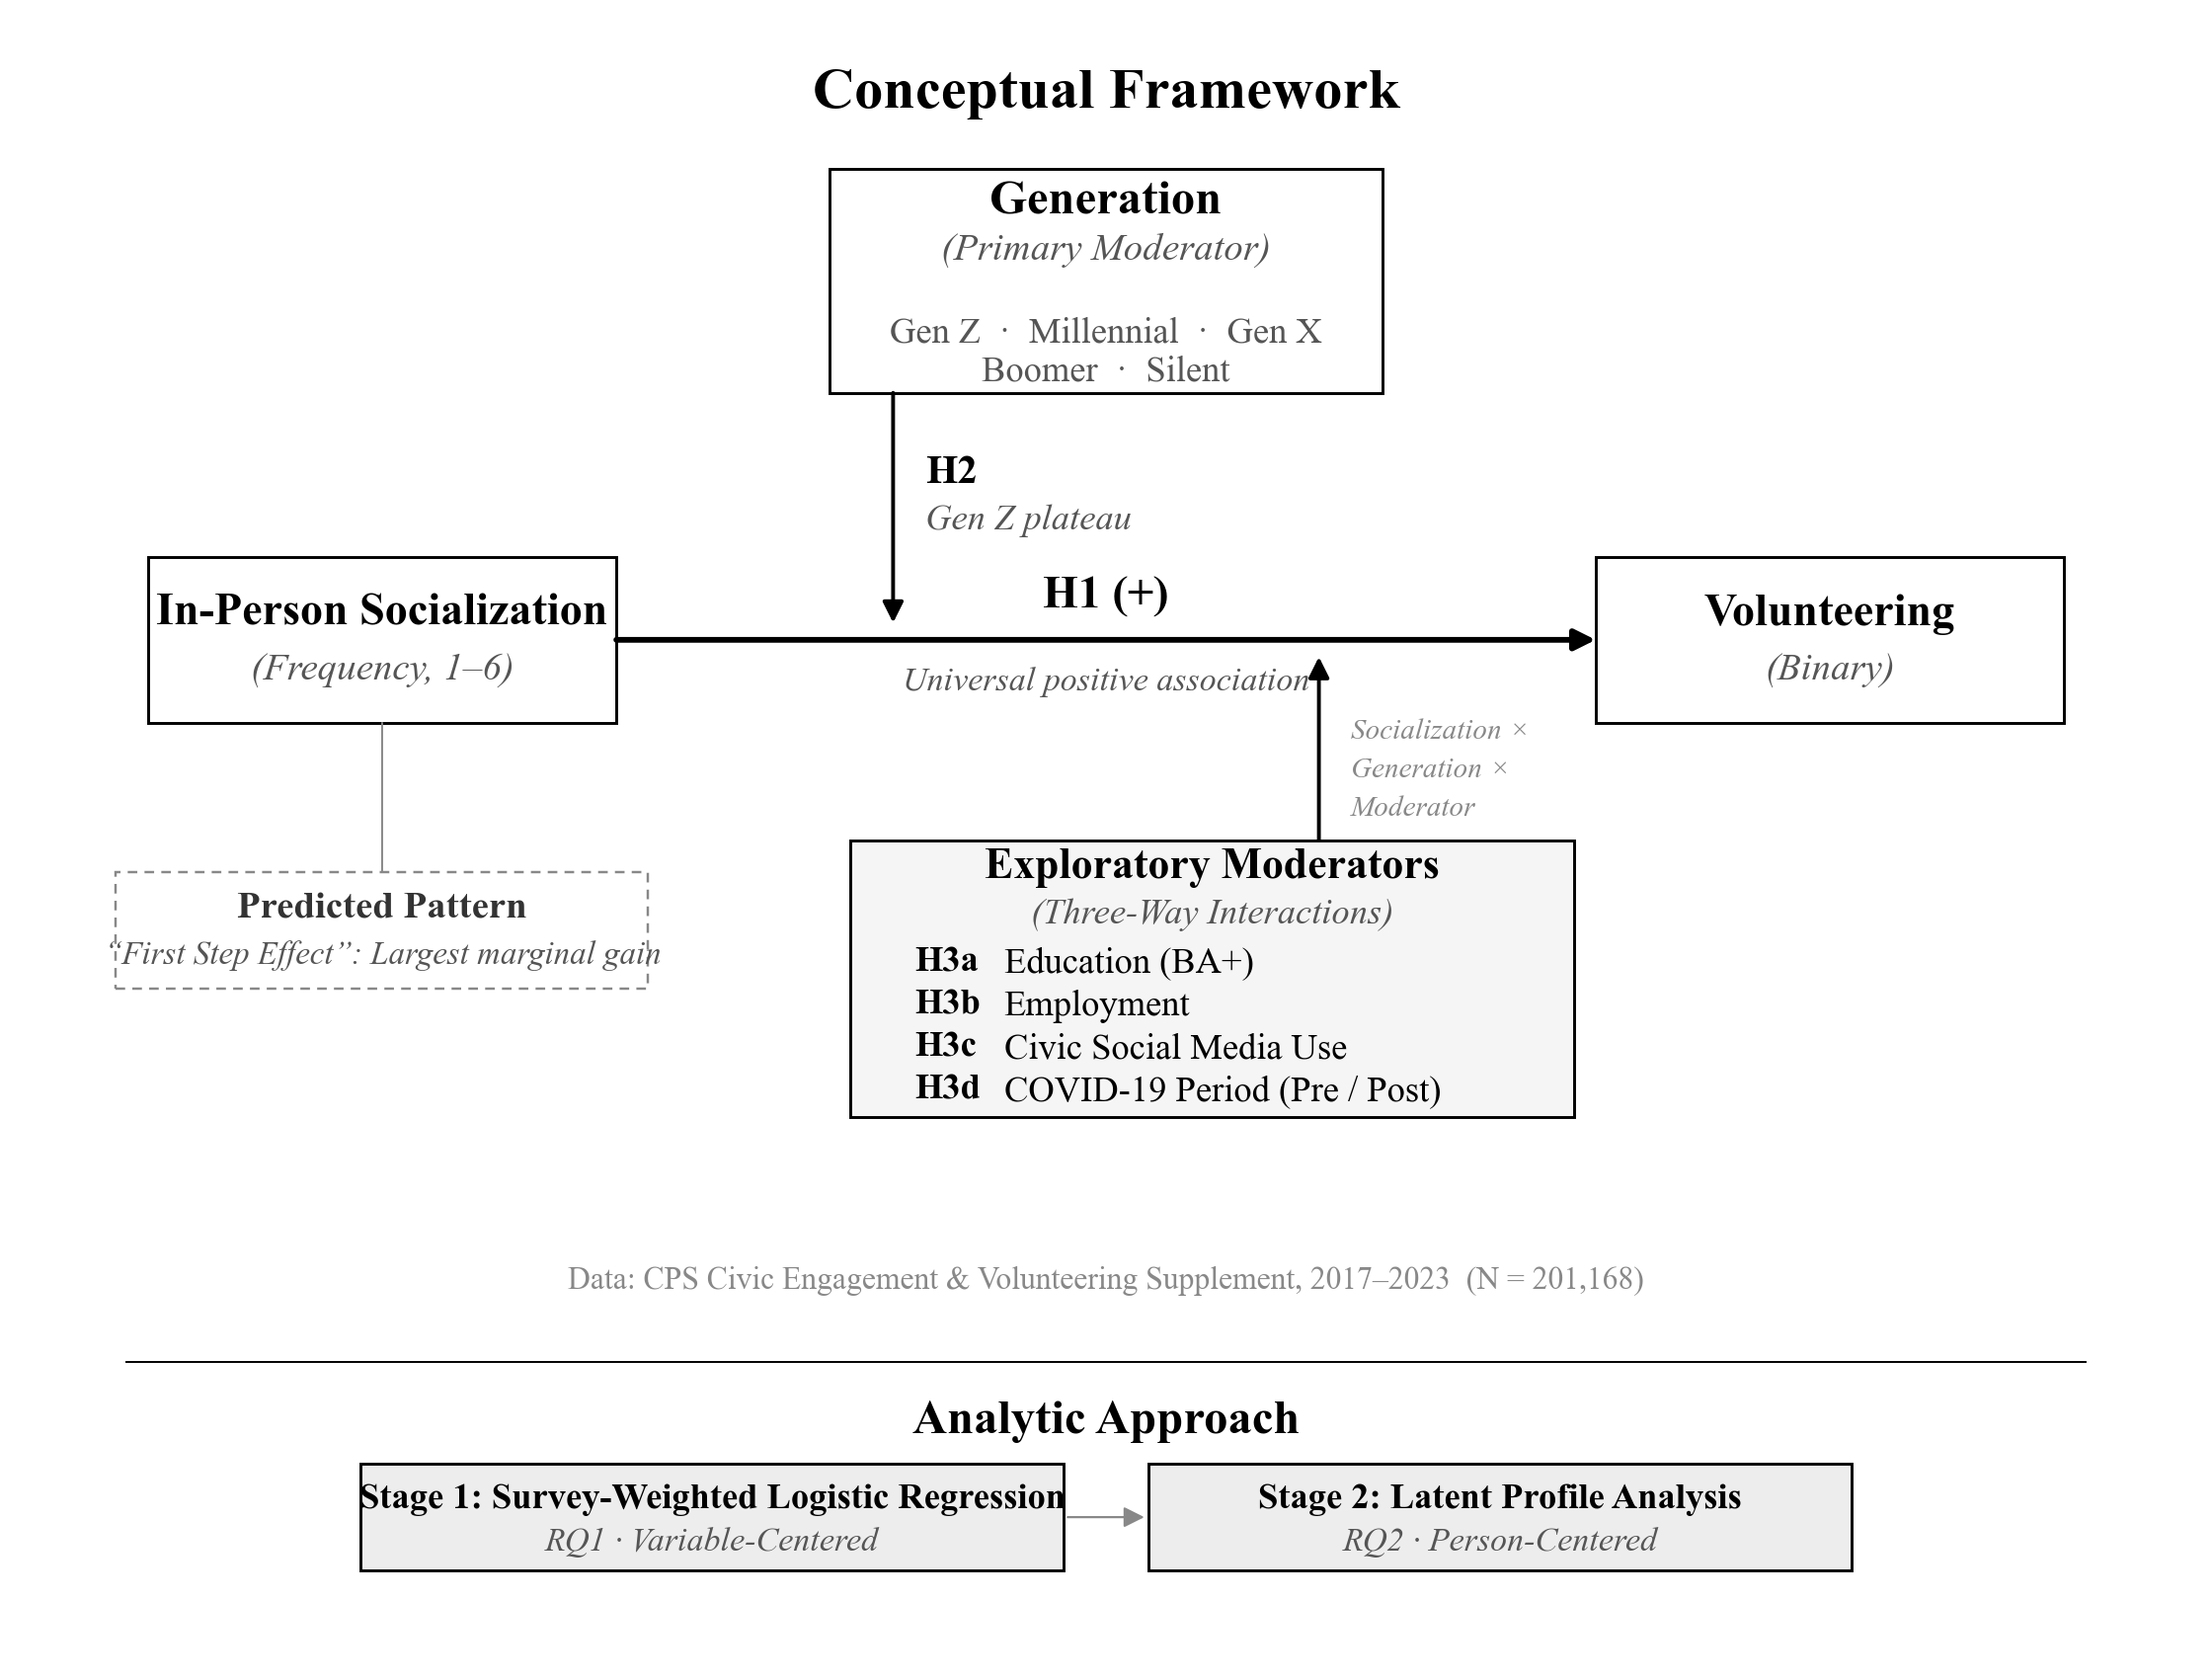 Conceptual Framework
Generation
(Primary Moderator)
Gen Z · Millennial · Gen X
Boomer · Silent
H2
Gen Z plateau
H1 (+)
In-Person Socialization
(Frequency, 1–6)
Volunteering
(Binary)
Universal positive association
Socialization ×
Generation ×
Moderator
Predicted Pattern
“First Step Effect”: Largest marginal gain
Exploratory Moderators
(Three-Way Interactions)
H3a Education (BA+)
H3b Employment
H3c Civic Social Media Use
H3d COVID-19 Period (Pre / Post)
Data: CPS Civic Engagement & Volunteering Supplement, 2017–2023 (N = 201,168)
Analytic Approach
Stage 1: Survey-Weighted Logistic Regression
RQ1 · Variable-Centered
Stage 2: Latent Profile Analysis
RQ2 · Person-Centered